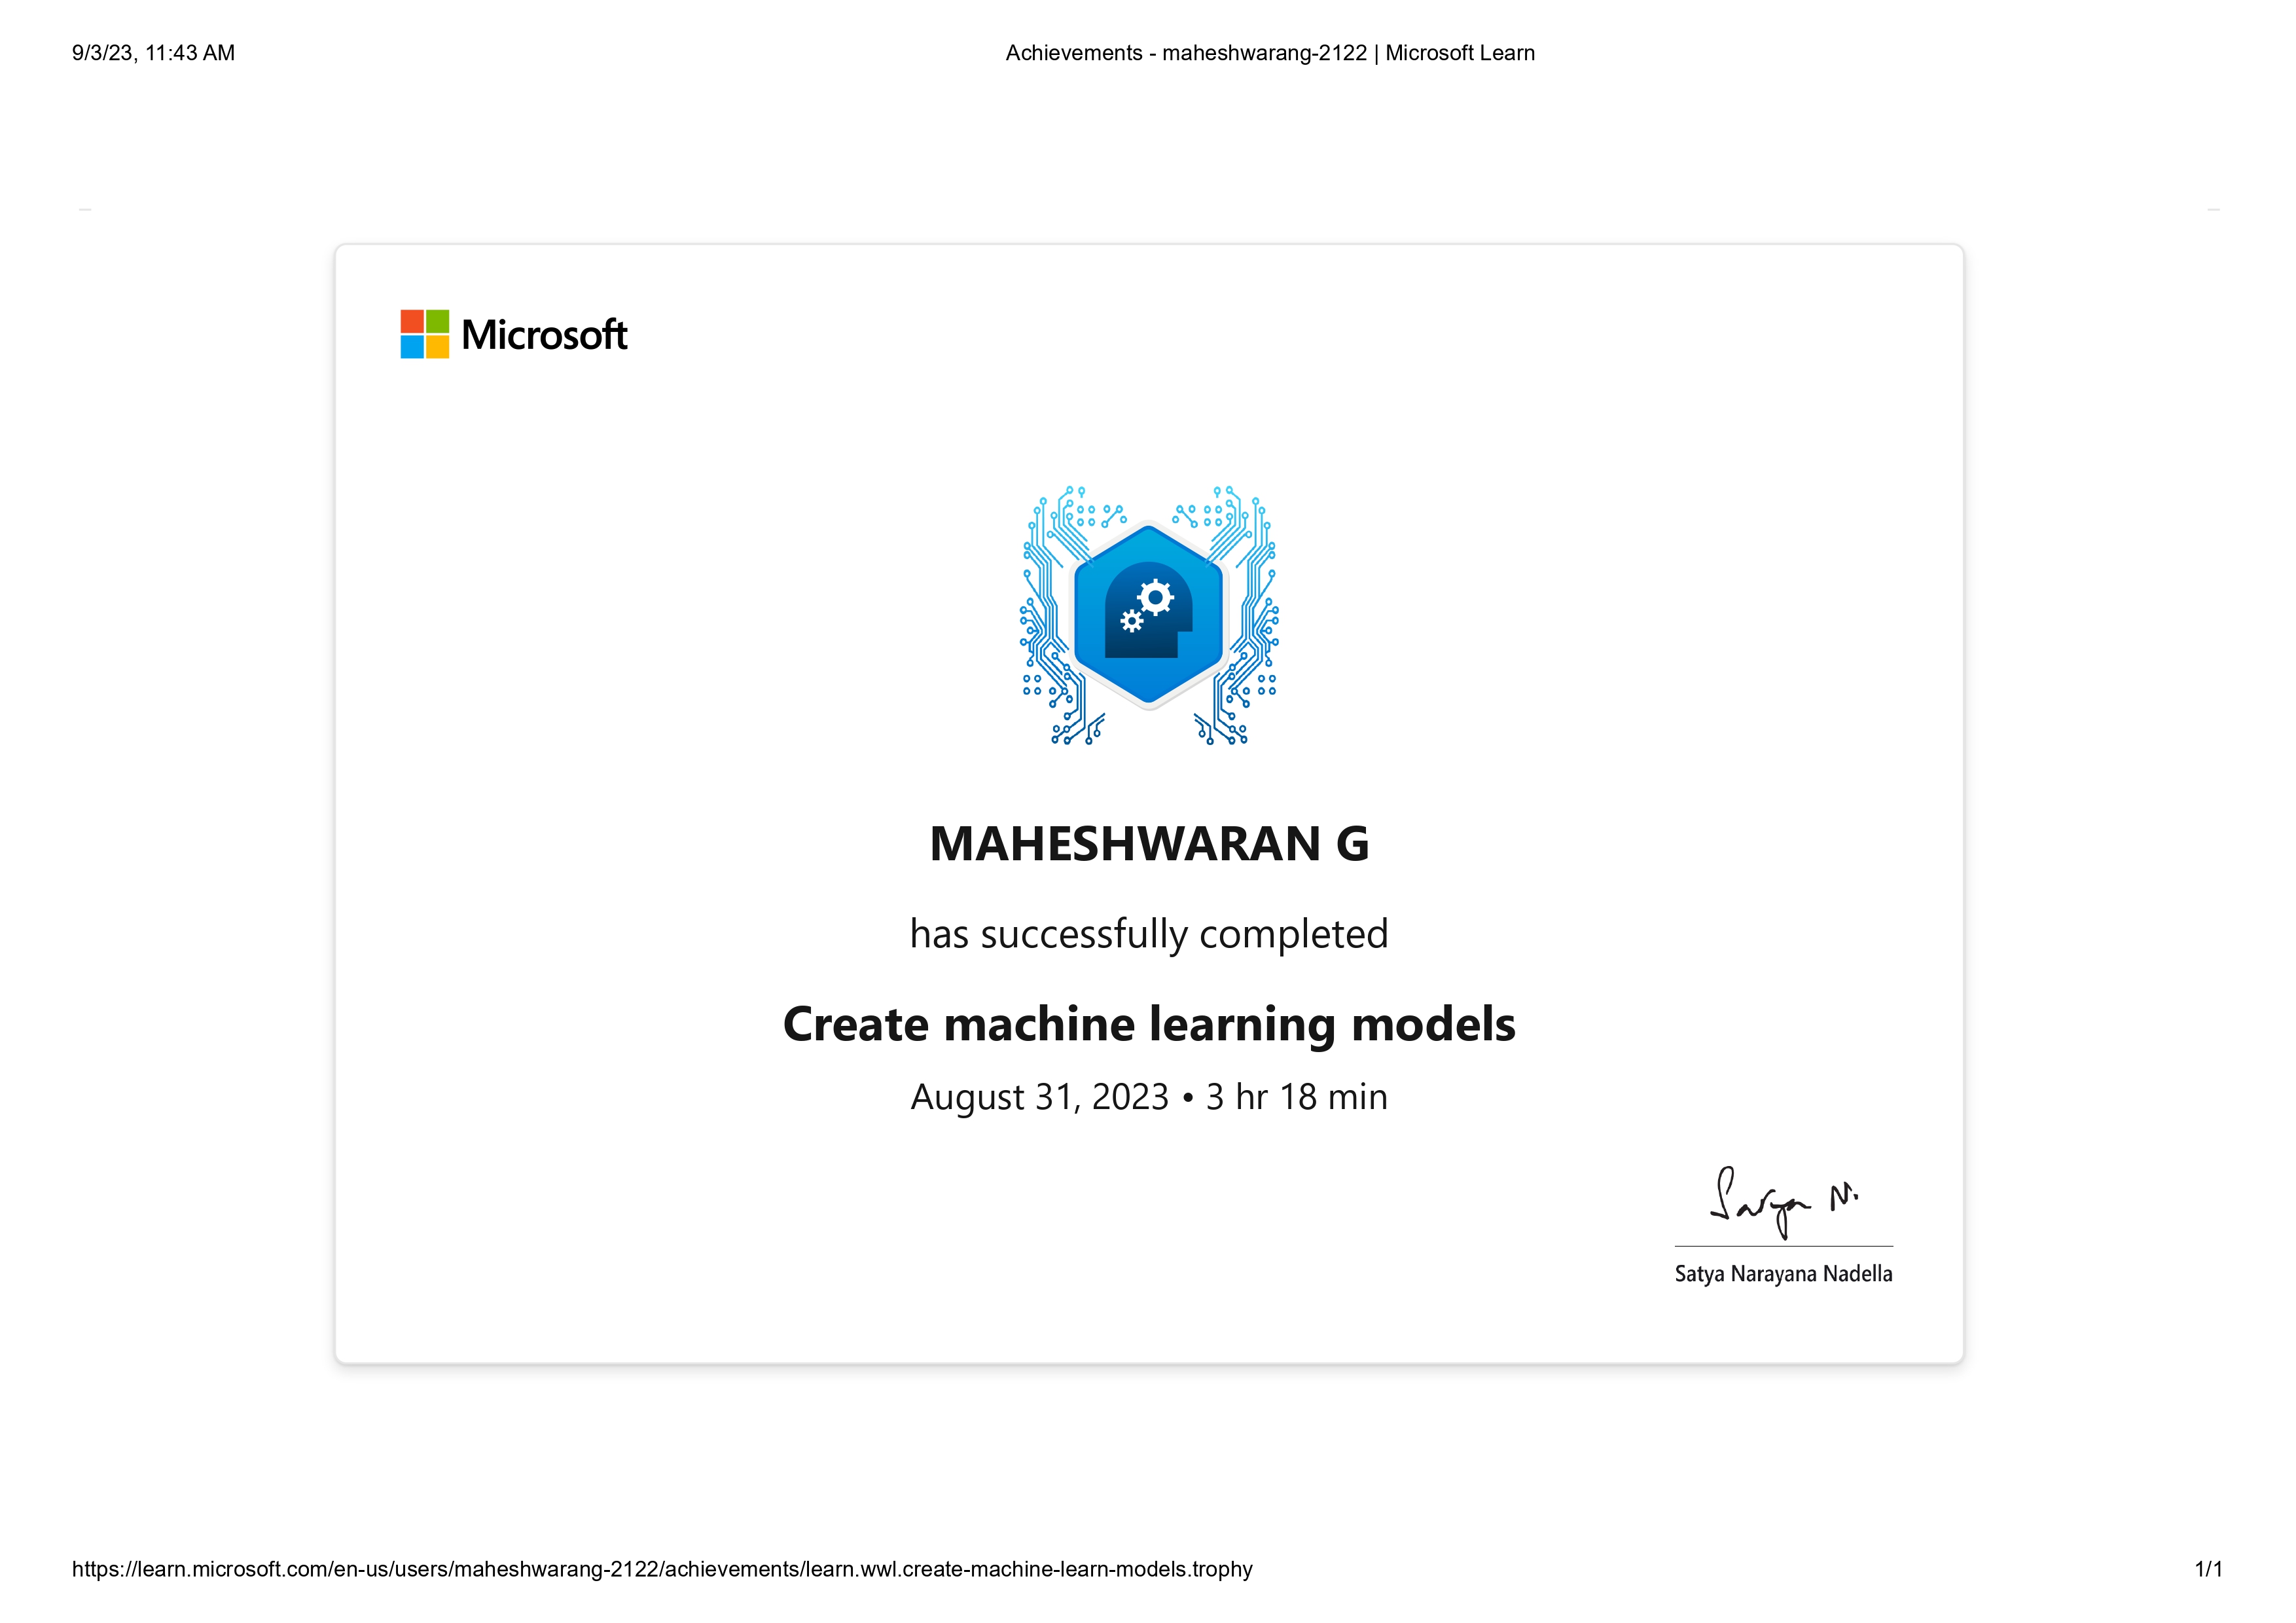 9/3/23, 11:43 AM
Achievements - maheshwarang-2122 | Microsoft Learn
Microsoft
MAHESHWARAN G
has successfully completed
Create machine learning models
August 31, 2023 • 3 hr 18 min
Satya N.
Satya Narayana Nadella
https://learn.microsoft.com/en-us/users/maheshwarang-2122/achievements/learn.wwl.create-machine-learn-models.trophy
1/1